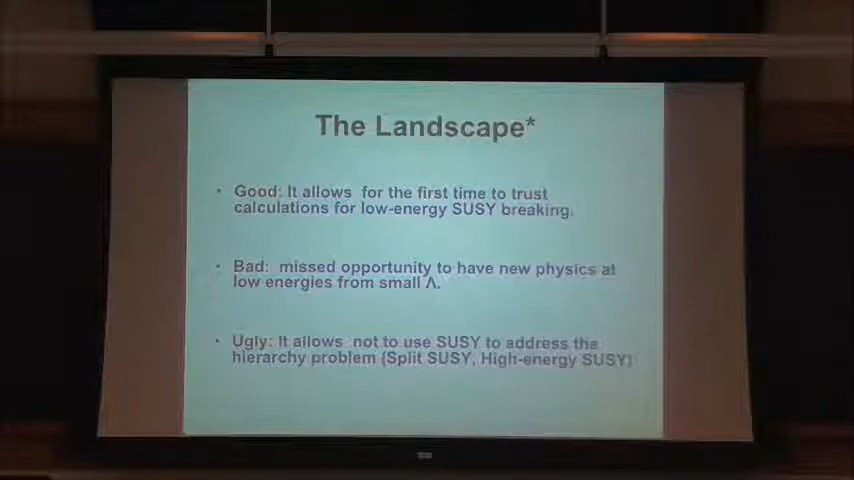 The Landscape*
• Good: It allows for the first time to trust
calculations for low-energy SUSY breaking.
• Bad: missed opportunity to have new physics at
low energies from small Λ.
• Ugly: It allows not to use SUSY to address the
hierarchy problem (Split SUSY, High-energy SUSY)